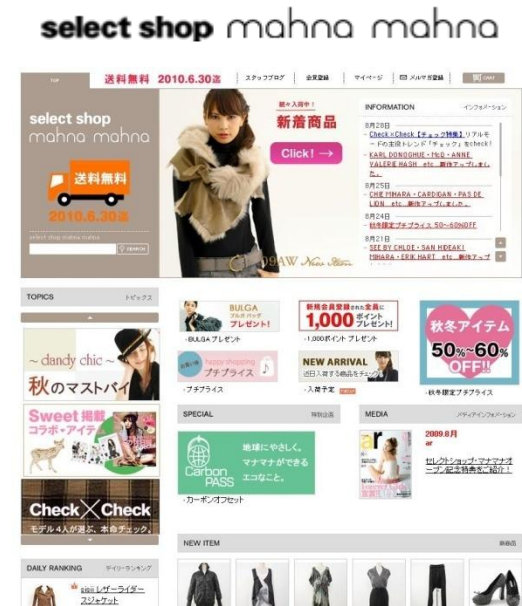 select shop mahna mahna
TOP
送料無料 2010.6.30迄
スタッフブログ
会員登録
マイページ
メルマガ登録
CART
select shop
mahna mahna
送料無料
2010.6.30迄
select shop mahna mahna
SEARCH
続々入荷中！
新着商品
Click! →
09AW New Item
INFORMATION
インフォメーション
8月28日
Check×Check【チェック特集】リアルモ
ードの主役トレンド『チェック』をcheck!
KARL DONOGHUE・McQ・ANNE
VALERIE HASH etc…新作アップしまし
た。
8月25日
CHIE MIHARA・CARDIGAN・PAS DE
LION etc…新作アップしました。
8月24日
秋冬限定プチプライス 50～60%OFF
8月21日
SEE BY CHLOE・SAN HIDEAKI
MIHARA・ERIK HART etc…新作アップ
TOPICS
トピックス
～dandy chic～
秋のマストバイ
Sweet 掲載
コラボ・アイテム
Check×Check
モデル4人が選ぶ、本命チェック。
DAILY RANKING
デイリーランキング
sisii レザーライダー
スジャケット
BULGA
ブルガ バッグ
プレゼント!
・BULGAプレゼント
新規会員登録された全員に
1,000ポイント
プレゼント!
・1,000ポイント プレゼント
happy shopping
プチプライス
・プチプライス
NEW ARRIVAL
近日入荷する商品をチェック
・入荷予定
秋冬アイテム
50%~60%
OFF!!
・秋冬限定プチプライス
SPECIAL
特別企画
Carbon
PASS
地球にやさしく。
マナマナができる
エコなこと。
・カーボンオフセット
MEDIA
メディアインフォメーション
ar
2009.8月
ar
セレクトショップ・マナマナオ
ープン記念特典をご紹介！
NEW ITEM
新商品